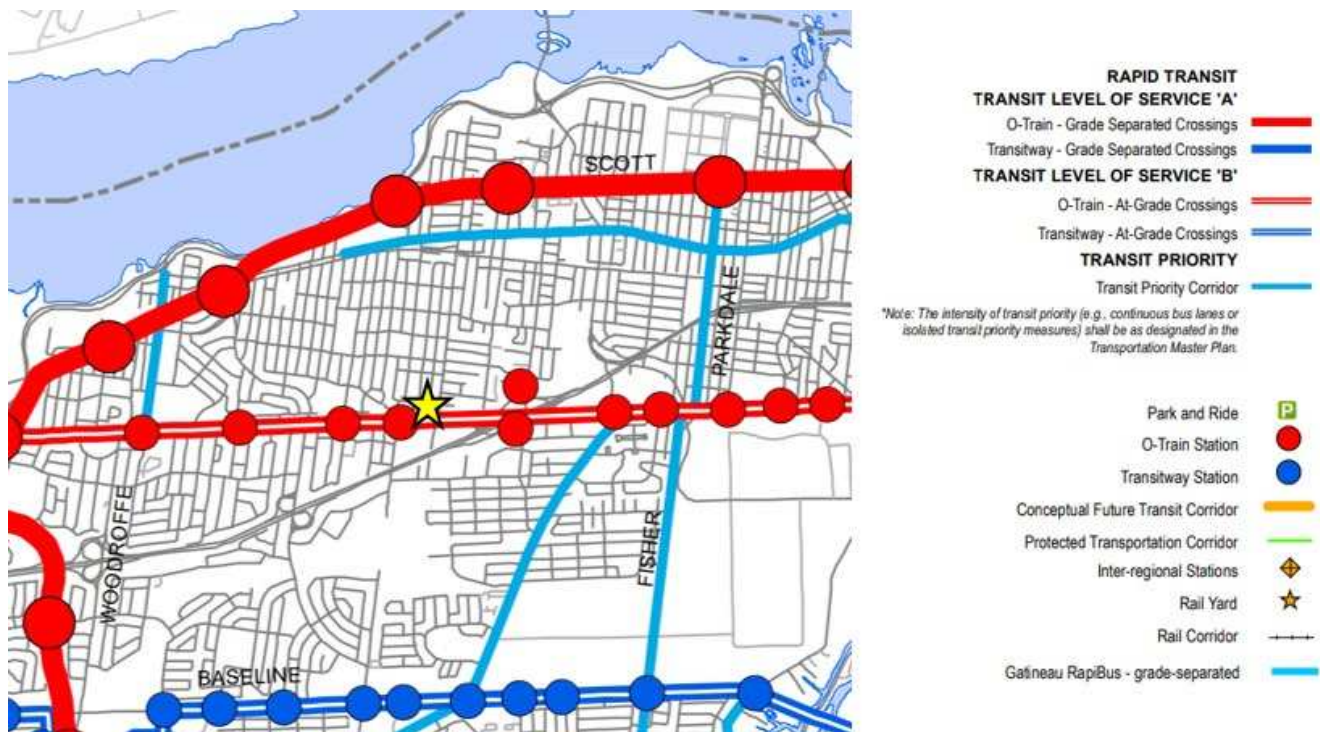 SCOTT
PARKDALE
FISHER
WOODROFFE
BASELINE
RAPID TRANSIT
TRANSIT LEVEL OF SERVICE 'A'
O-Train - Grade Separated Crossings
Transitway - Grade Separated Crossings
TRANSIT LEVEL OF SERVICE 'B'
O-Train - At-Grade Crossings
Transitway - At-Grade Crossings
TRANSIT PRIORITY
Transit Priority Corridor
*Note: The intensity of transit priority (e.g., continuous bus lanes or
isolated transit priority measures) shall be as designated in the
Transportation Master Plan.
Park and Ride P
O-Train Station
Transitway Station
Conceptual Future Transit Corridor
Protected Transportation Corridor
Inter-regional Stations
Rail Yard
Rail Corridor
Gatineau RapiBus - grade-separated